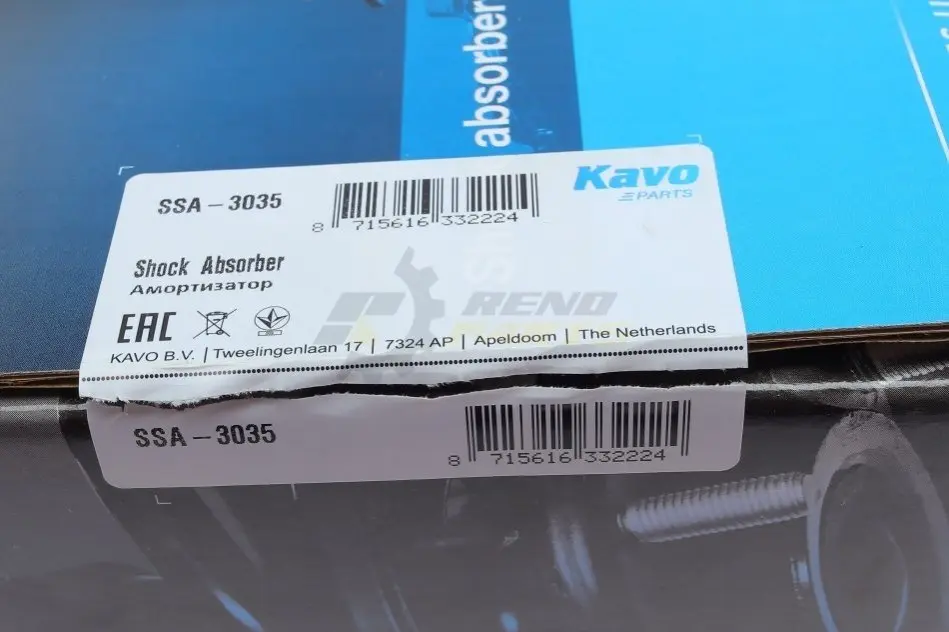 absorber
SSA-3035
8 715616 332224
Kavo
PARTS
Shock Absorber
Амортизатор
EAC
RENO
KAVO B.V. | Tweelingenlaan 17 | 7324 AP | Apeldoorn | The Netherlands
SSA-3035
8 715616 332224